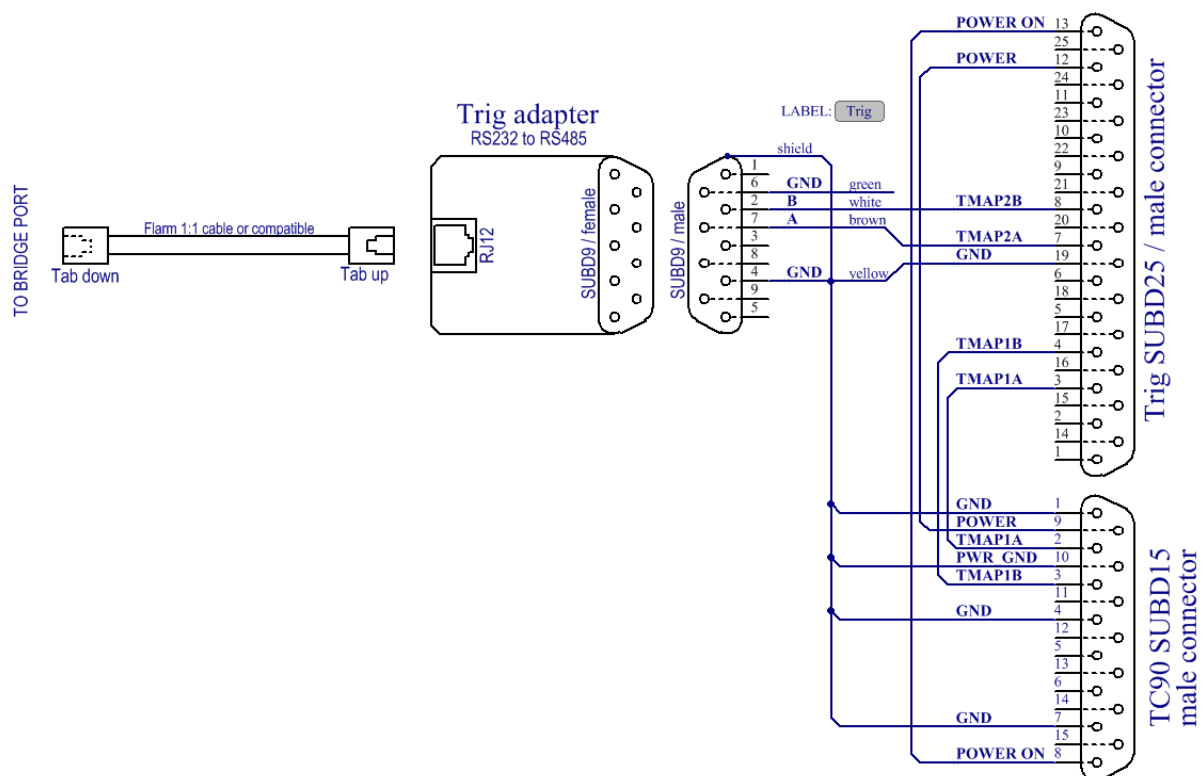 TO BRIDGE PORT
Tab down
Flarm 1:1 cable or compatible
Tab up
Trig adapter
RS232 to RS485
RJ12
SUBD9 / female
SUBD9 / male
LABEL: Trig
shield
1
6 GND green
2 B white
7 A brown
3
8
4 GND yellow
9
5
POWER ON 13
25
POWER 12
24
11
23
10
22
9
21
TMAP2B 8
20
TMAP2A 7
GND 19
6
18
5
17
TMAP1B 4
16
TMAP1A 3
15
2
14
1
Trig SUBD25 / male connector
GND 1
POWER 9
TMAP1A 2
PWR GND 10
TMAP1B 3
11
GND 4
12
5
13
6
14
GND 7
15
POWER ON 8
TC90 SUBD15
male connector